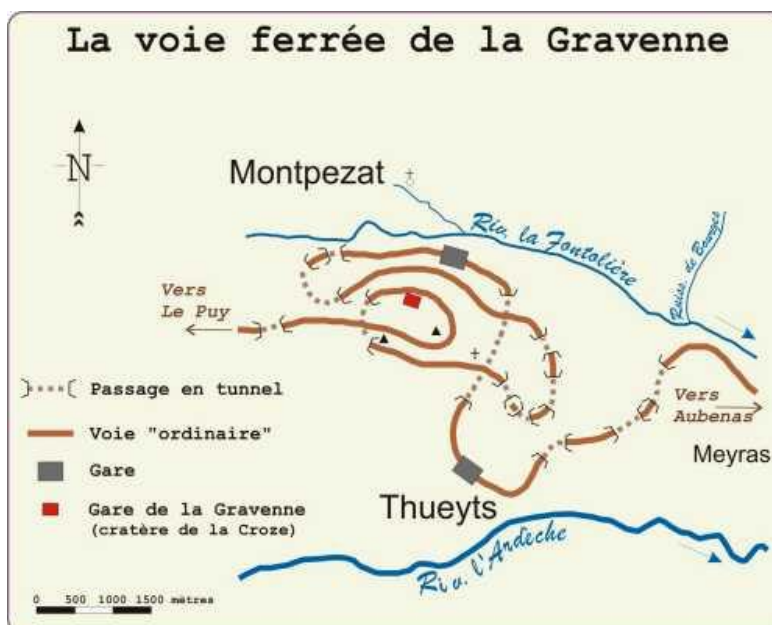 La voie ferrée de la Gravenne
N
Montpezat
Riv. la Fontolière
Ruiss. de Bourges
Vers
Le Puy
Passage en tunnel
Voie "ordinaire"
Gare
Gare de la Gravenne
(cratère de la Croze)
Vers
Aubenas
Meyras
Thueyts
Riv. l'Ardèche
0 500 1000 1500 mètres